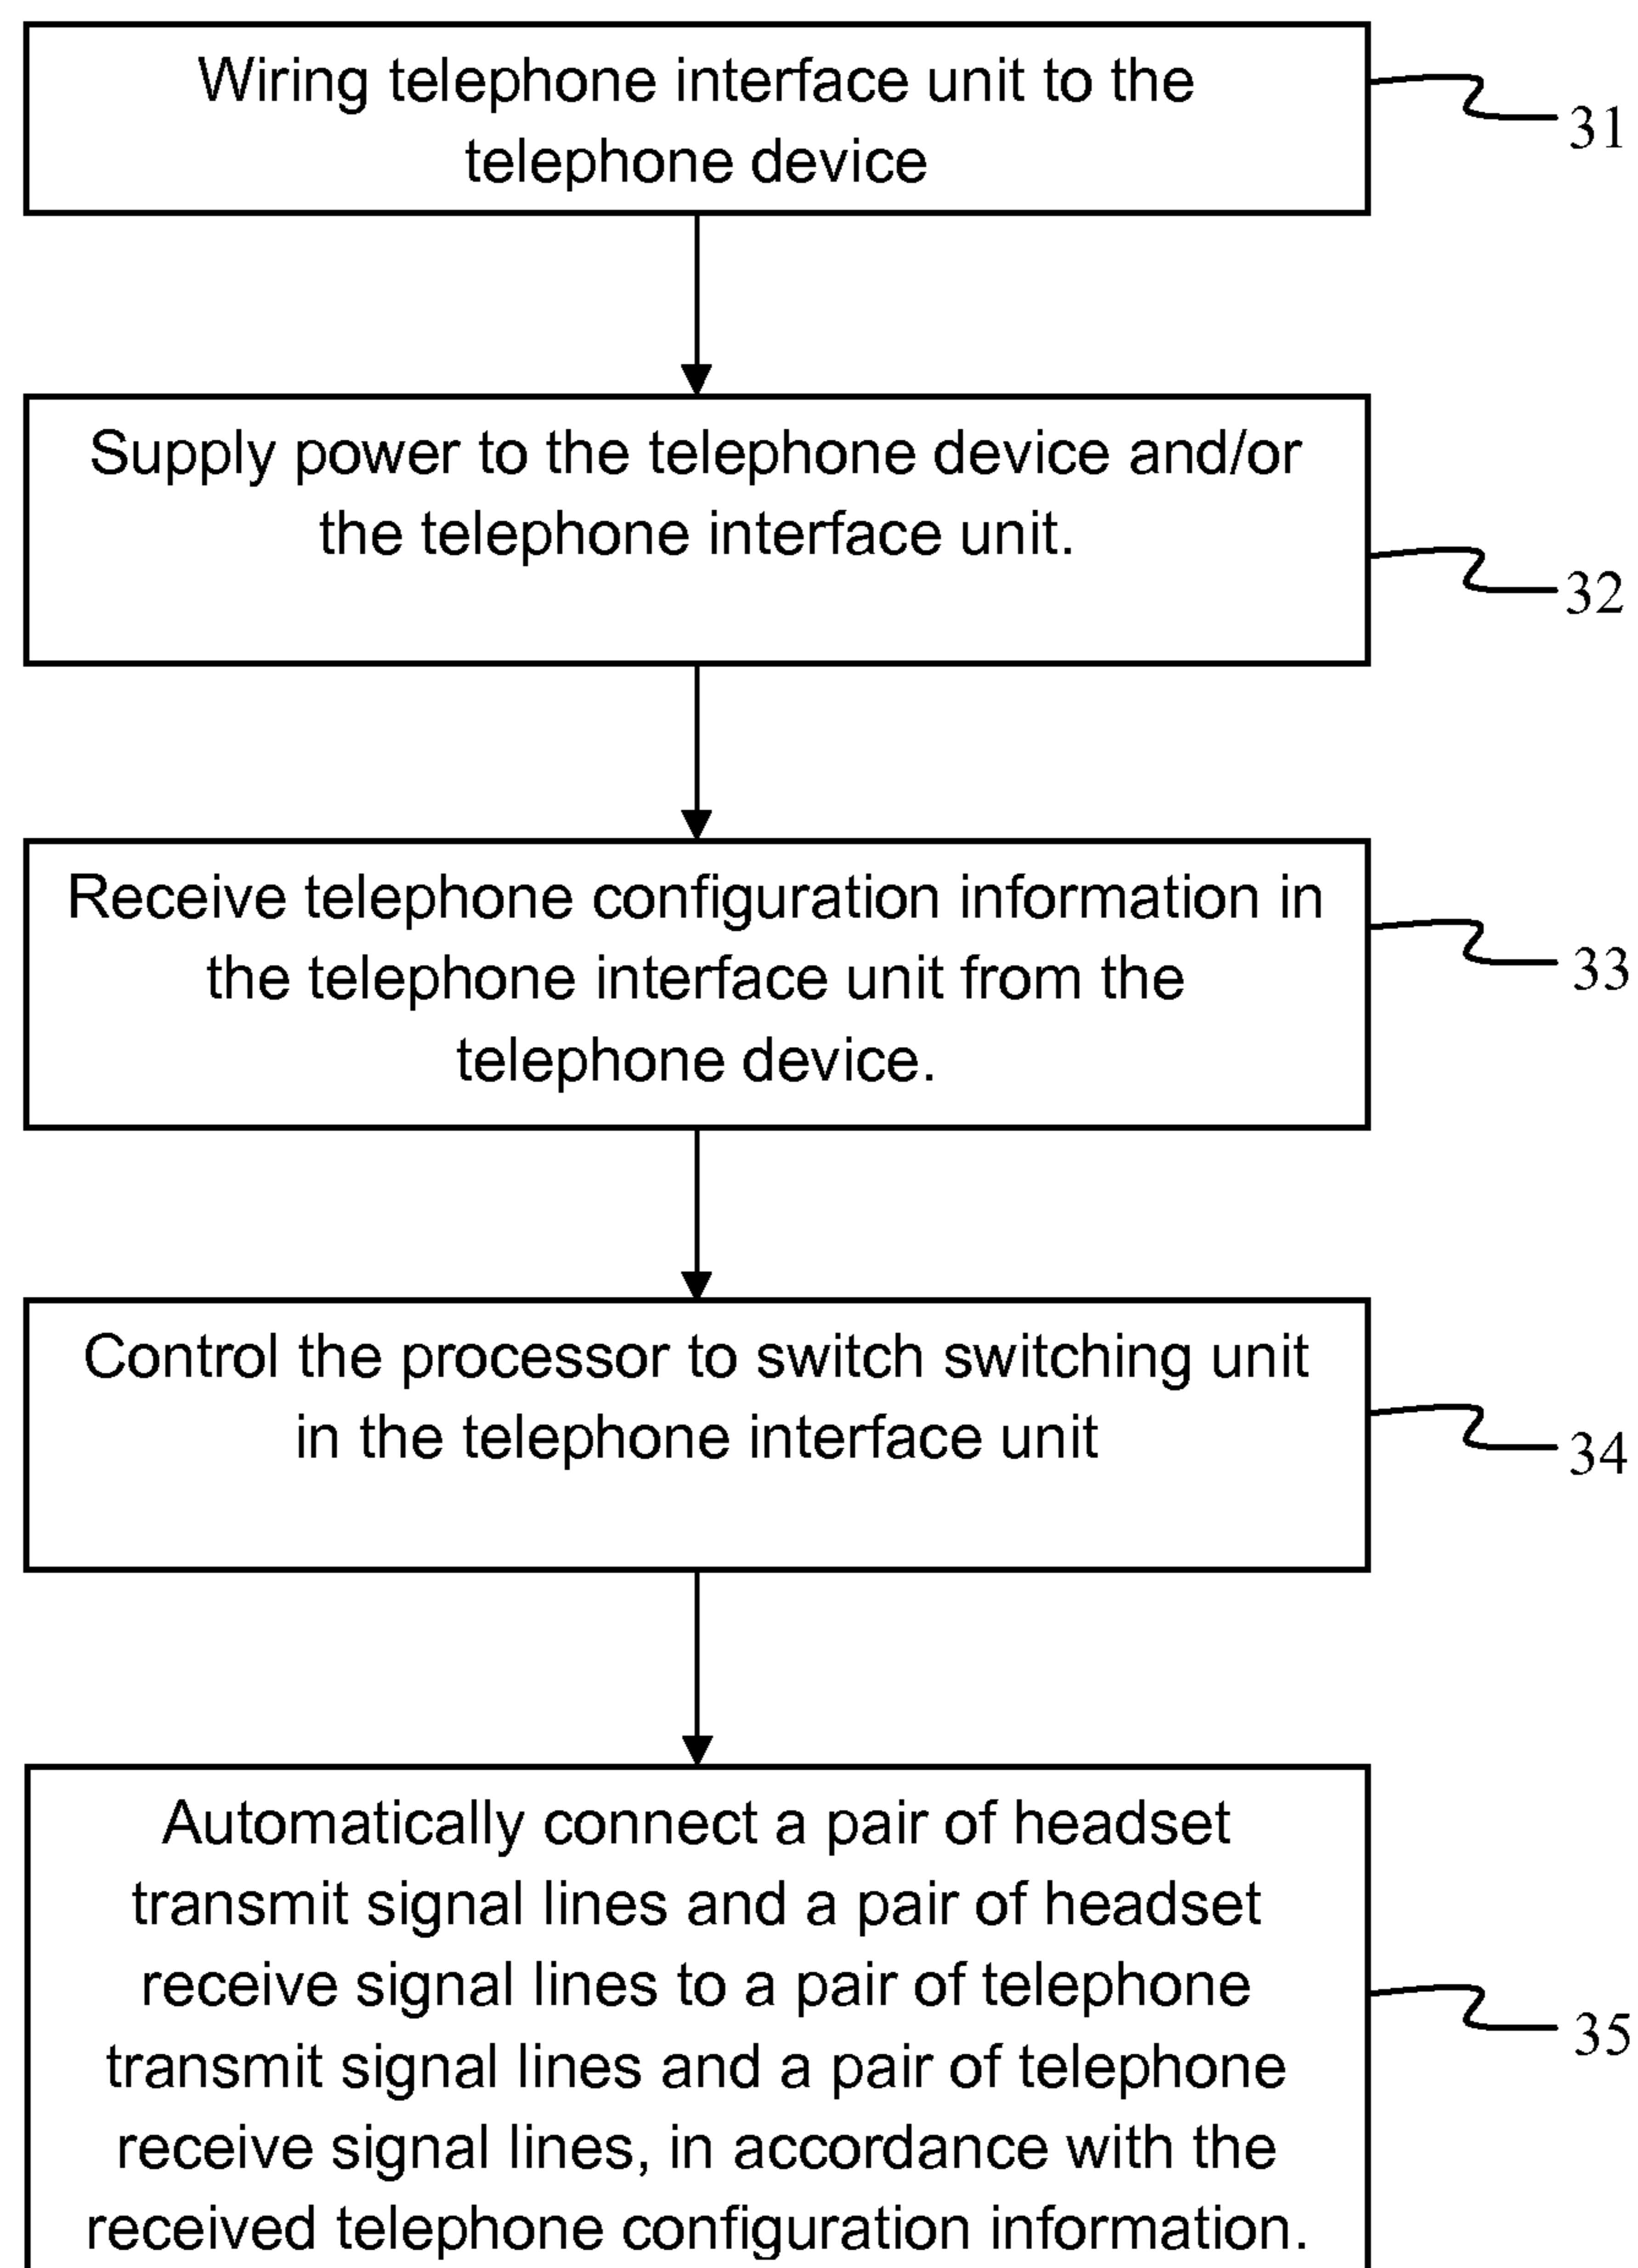 Wiring telephone interface unit to the
telephone device
31
Supply power to the telephone device and/or
the telephone interface unit.
32
Receive telephone configuration information in
the telephone interface unit from the
telephone device.
33
Control the processor to switch switching unit
in the telephone interface unit
34
Automatically connect a pair of headset
transmit signal lines and a pair of headset
receive signal lines to a pair of telephone
transmit signal lines and a pair of telephone
receive signal lines, in accordance with the
received telephone configuration information.
35